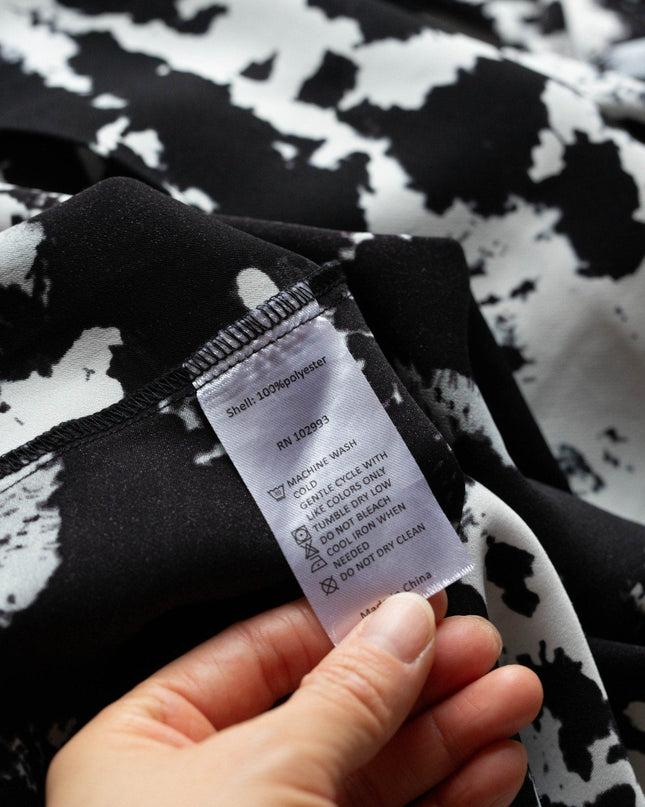 Shell: 100%polyester
RN 102993
MACHINE WASH
COLD
GENTLE CYCLE WITH
LIKE COLORS ONLY
TUMBLE DRY LOW
DO NOT BLEACH
COOL IRON WHEN
NEEDED
DO NOT DRY CLEAN
China